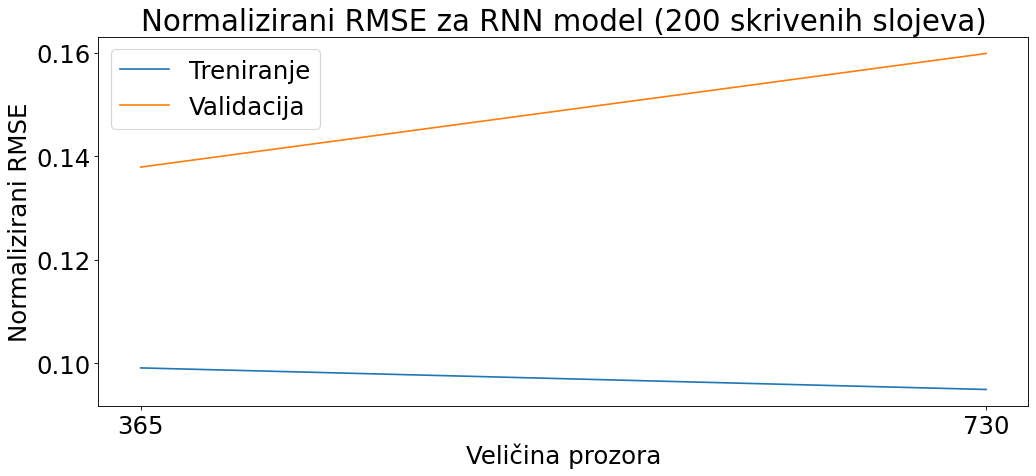 Normalizirani RMSE za RNN model (200 skrivenih slojeva)
Normalizirani RMSE
0.16
0.14
0.12
0.10
Treniranje
Validacija
365
730
Veličina prozora